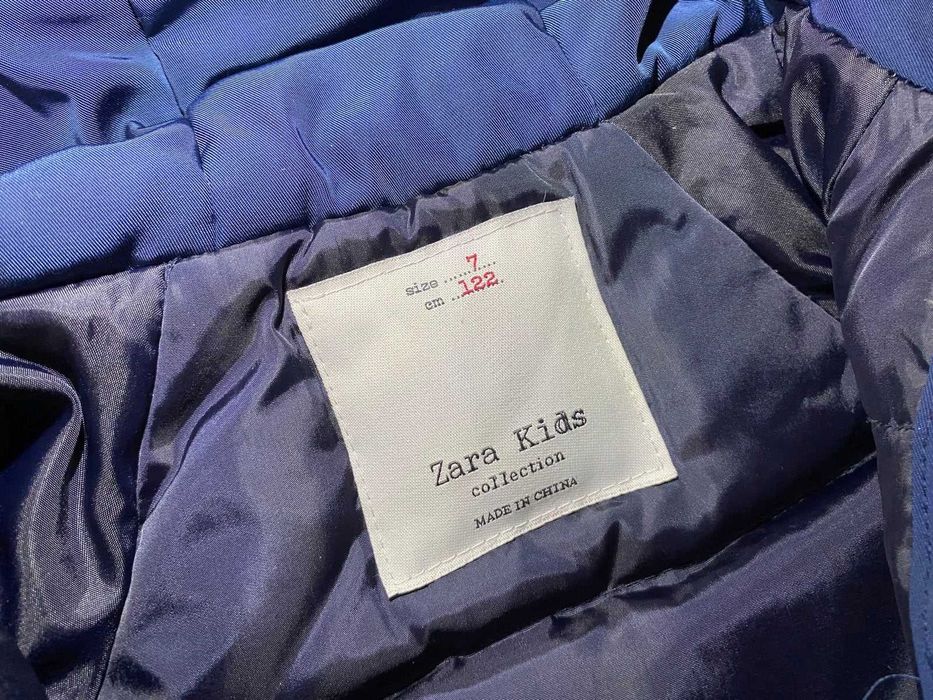 size ......7....
cm ...122.
Zara Kids
collection
MADE IN CHINA